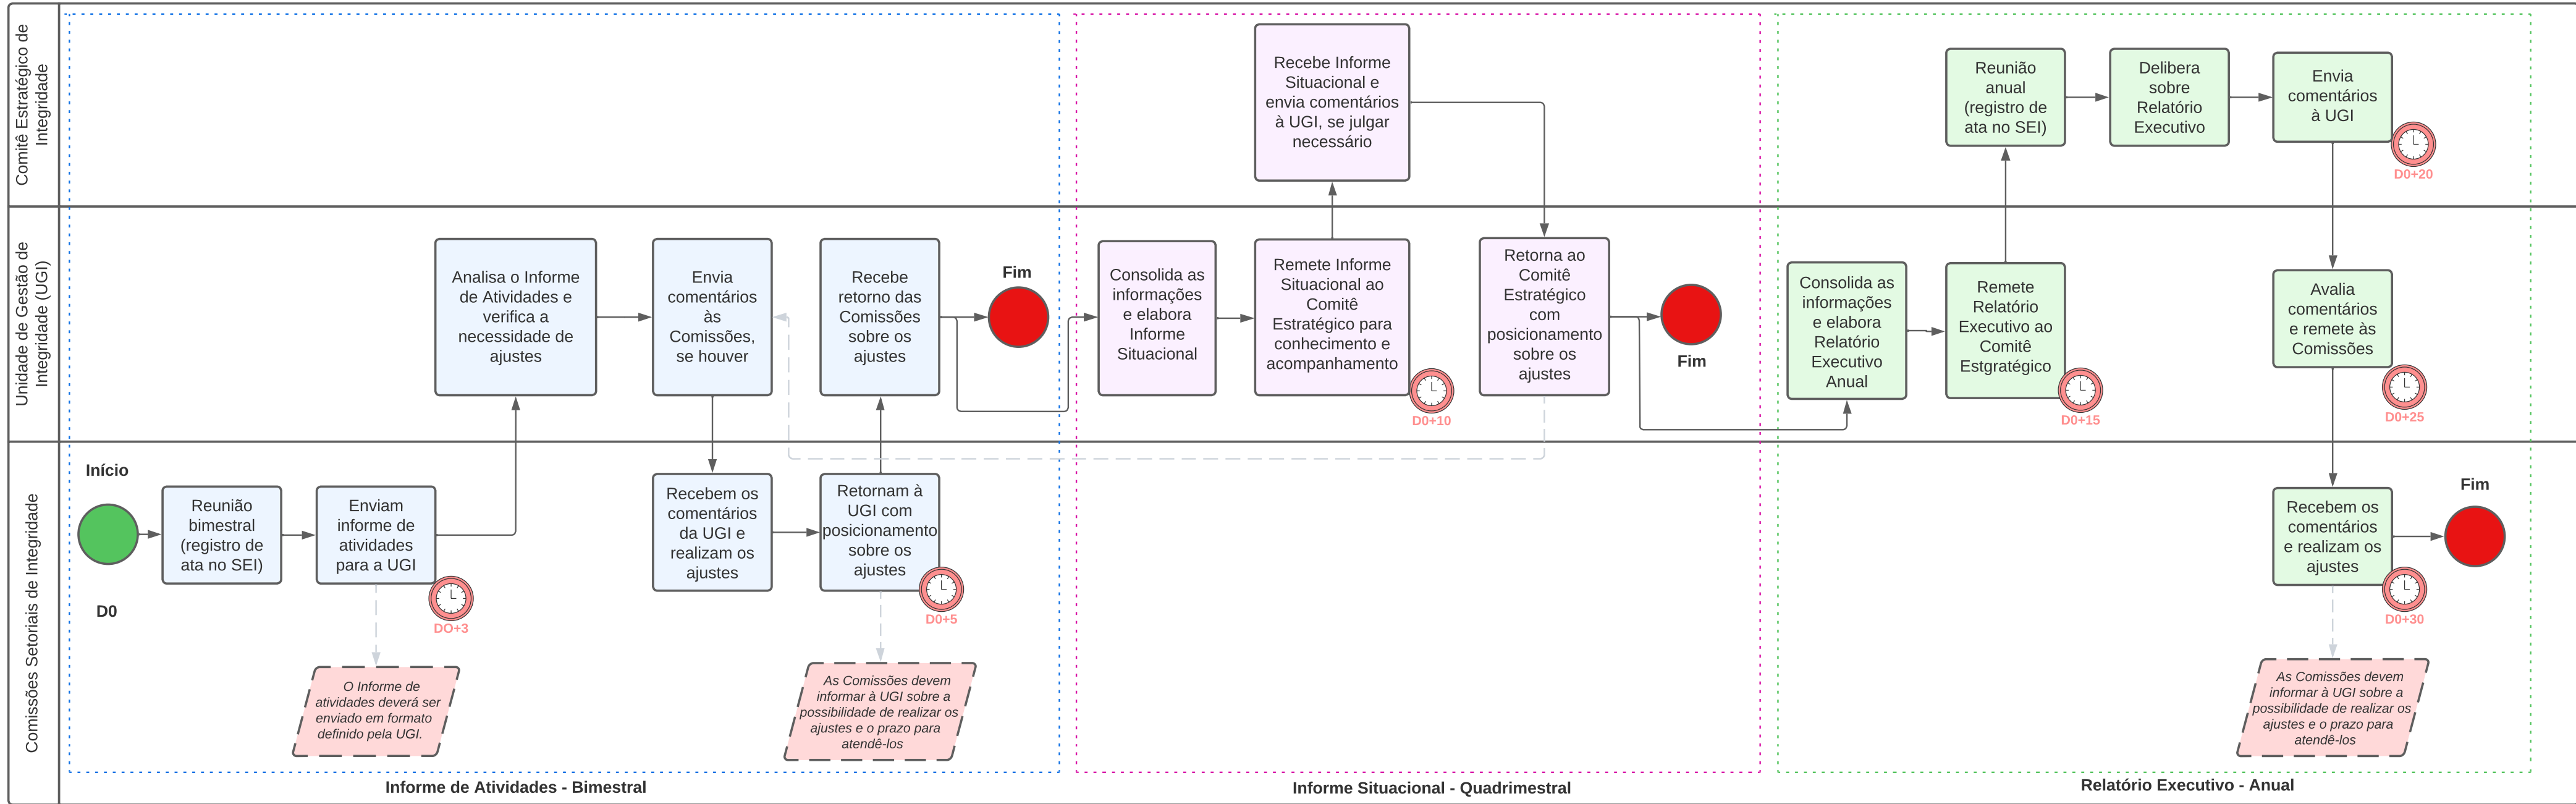 Comitê Estratégico de
Integridade
Unidade de Gestão de
Integridade (UGI)
Comissões Setoriais de Integridade
Início
D0
Reunião
bimestral
(registro de
ata no SEI)
Enviam
informe de
atividades
para a UGI
DO+3
O Informe de
atividades deverá ser
enviado em formato
definido pela UGI.
Analisa o Informe
de Atividades e
verifica a
necessidade de
ajustes
Envia
comentários
às
Comissões,
se houver
Recebem os
comentários
da UGI e
realizam os
ajustes
Retornam à
UGI com
posicionamento
sobre os
ajustes
D0+5
As Comissões devem
informar à UGI sobre a
possibilidade de realizar os
ajustes e o prazo para
atendê-los
Recebe
retorno das
Comissões
sobre os
ajustes
Fim
Informe de Atividades - Bimestral
Consolida as
informações
e elabora
Informe
Situacional
Remete Informe
Situacional ao
Comitê
Estratégico para
conhecimento e
acompanhamento
D0+10
Recebe Informe
Situacional e
envia comentários
à UGI, se julgar
necessário
Retorna ao
Comitê
Estratégico
com
posicionamento
sobre os
ajustes
Fim
Informe Situacional - Quadrimestral
Consolida as
informações
e elabora
Relatório
Executivo
Anual
Remete
Relatório
Executivo ao
Comitê
Estgratégico
D0+15
Reunião
anual
(registro de
ata no SEI)
Delibera
sobre
Relatório
Executivo
Envia
comentários
à UGI
D0+20
Avalia
comentários
e remete às
Comissões
D0+25
Recebem os
comentários
e realizam os
ajustes
D0+30
As Comissões devem
informar à UGI sobre a
possibilidade de realizar os
ajustes e o prazo para
atendê-los
Fim
Relatório Executivo - Anual